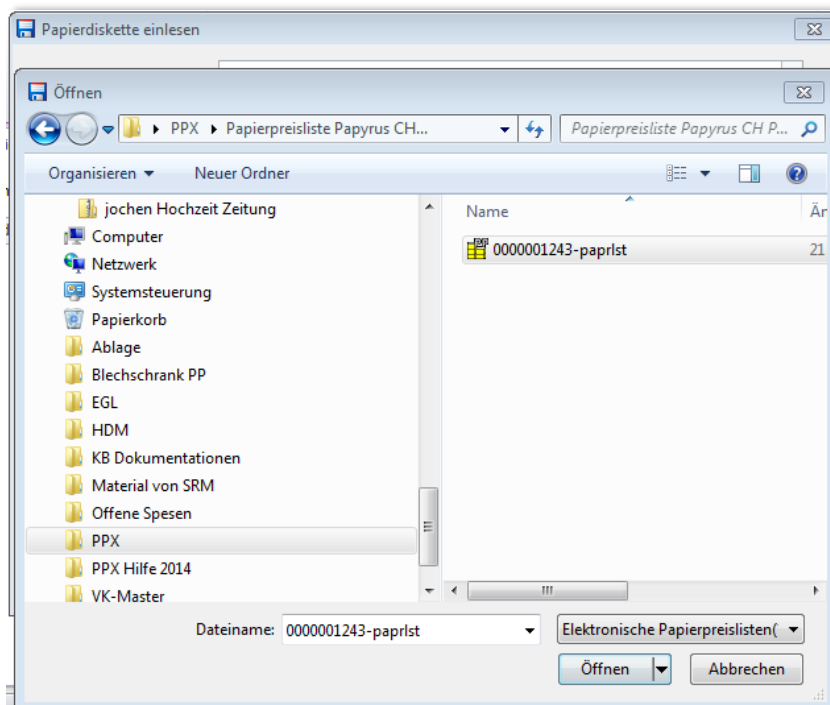 Papierdiskette einlesen
Öffnen
PPX Papierpreisliste Papyrus CH...
Papierpreisliste Papyrus CH P...
Organisieren Neuer Ordner
jochen Hochzeit Zeitung
Computer
Netzwerk
Systemsteuerung
Papierkorb
Ablage
Blechschrank PP
EGL
HDM
KB Dokumentationen
Material von SRM
Offene Spesen
PPX
PPX Hilfe 2014
VK-Master
Name Än
0000001243-paprlst 21
Dateiname: 0000001243-paprlst Elektronische Papierpreislisten(
Öffnen Abbrechen